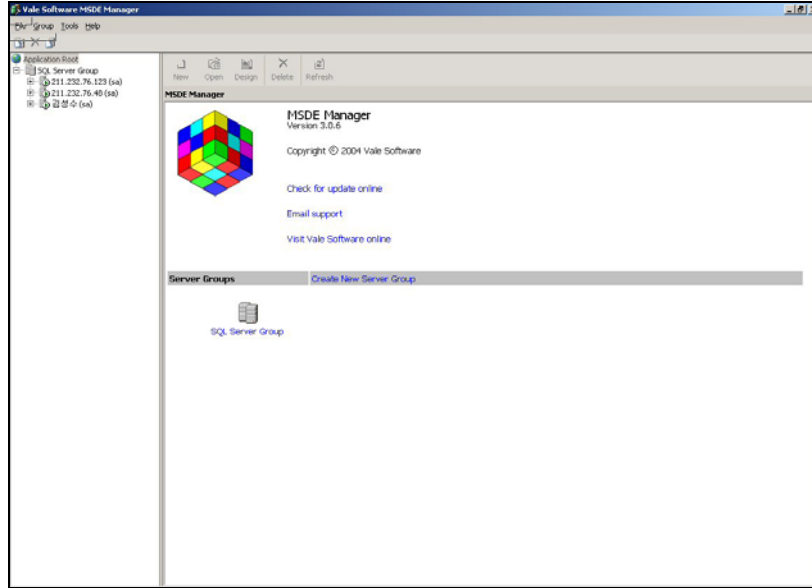 Vale Software MSDE Manager
File Group Tools Help
Application Root
SQL Server Group
211.232.76.123 (sa)
211.232.76.48 (sa)
김성수 (sa)
New Open Design Delete Refresh
MSDE Manager
MSDE Manager
Version 3.0.6
Copyright © 2004 Vale Software
Check for update online
Email support
Visit Vale Software online
Server Groups Create New Server Group
SQL Server Group